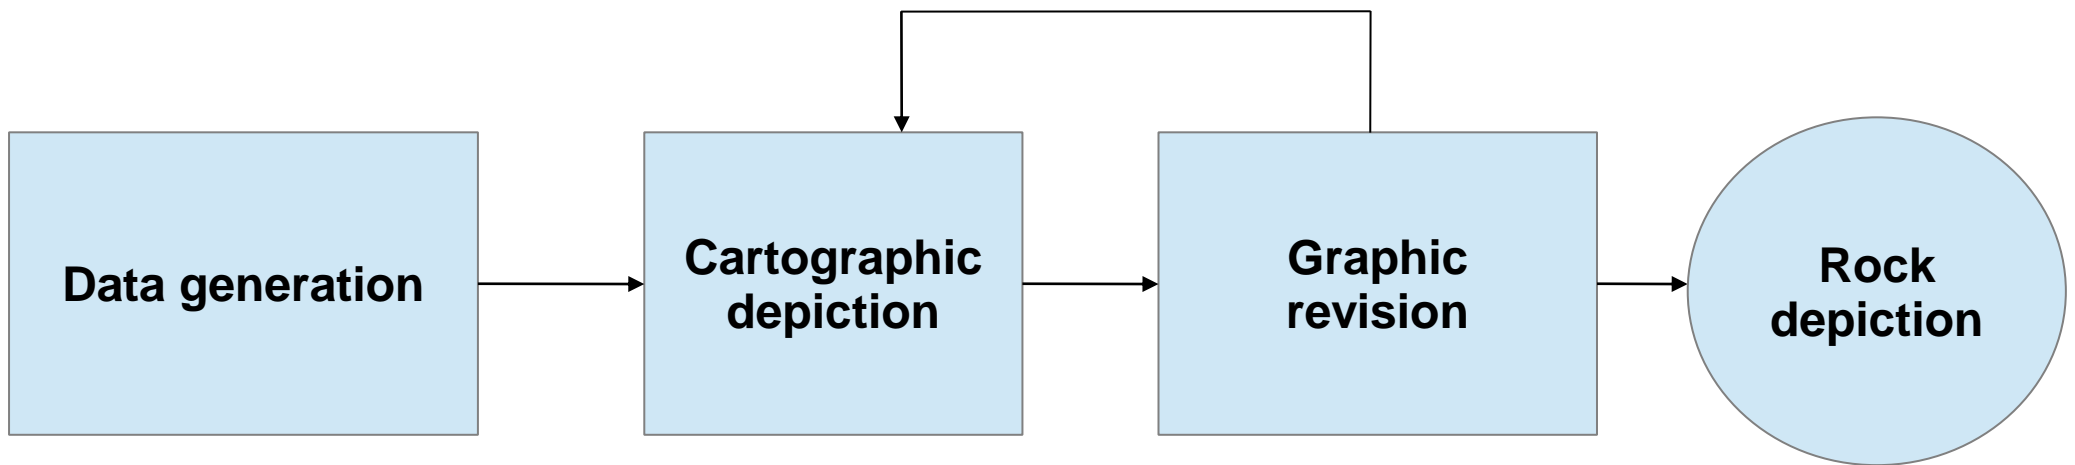 Data generation
Cartographic
depiction
Graphic
revision
Rock
depiction